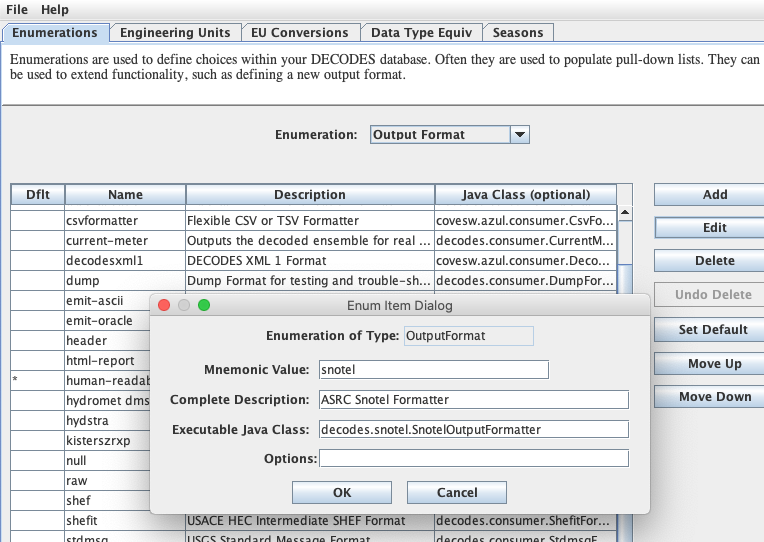 File Help
Enumerations Engineering Units EU Conversions Data Type Equiv Seasons
Enumerations are used to define choices within your DECODES database. Often they are used to populate pull-down lists. They can
be used to extend functionality, such as defining a new output format.
Enumeration: Output Format
Dflt Name Description Java Class (optional)
csvformatter Flexible CSV or TSV Formatter covesw.azul.consumer.CsvFo...
current-meter Outputs the decoded ensemble for real ... decodes.consumer.CurrentM...
decodesxml1 DECODES XML 1 Format covesw.azul.consumer.Deco...
dump Dump Format for testing and trouble-sh... decodes.consumer.DumpFor...
emit-ascii
emit-oracle
header
html-report
* human-readab
hydromet dms
hydstra
kisterszrxp
null
raw
shef
shefit USACE HEC Intermediate SHEF Format decodes.consumer.ShefitFor...
stdmsg USGS Standard Message Format decodes.consumer.StdmsgF...
Add
Edit
Delete
Undo Delete
Set Default
Move Up
Move Down
Enum Item Dialog
Enumeration of Type: OutputFormat
Mnemonic Value: snotel
Complete Description: ASRC Snotel Formatter
Executable Java Class: decodes.snotel.SnotelOutputFormatter
Options:
OK Cancel